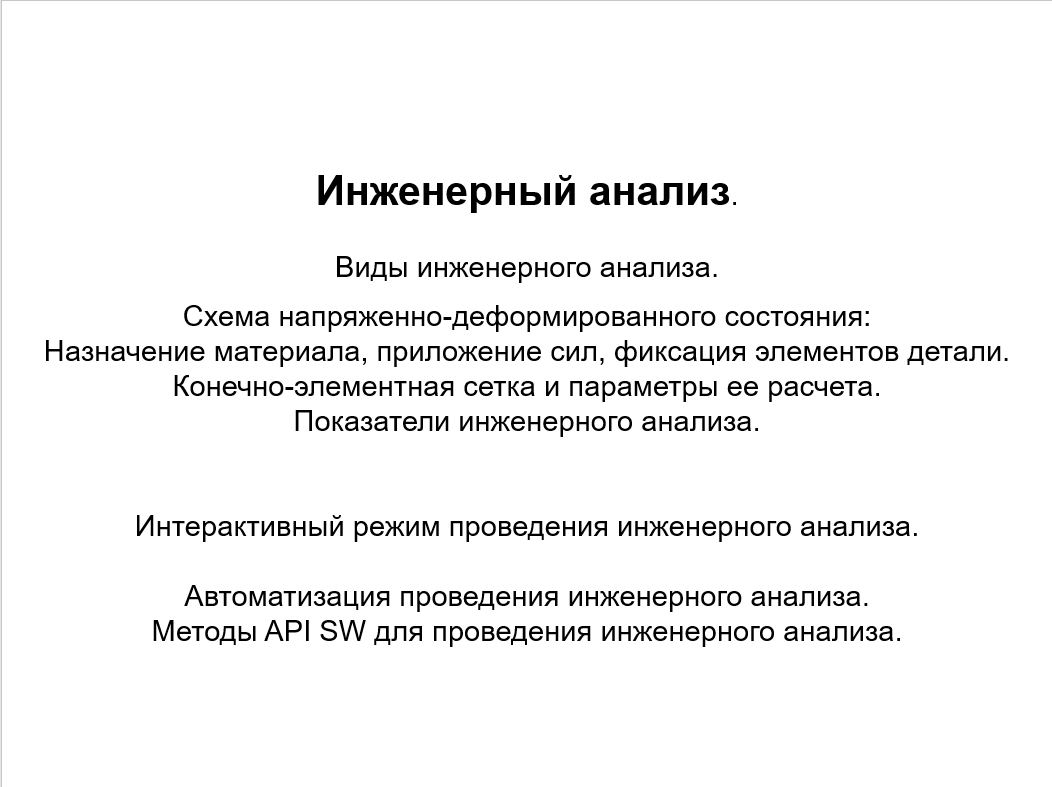 Инженерный анализ.
Виды инженерного анализа.
Схема напряженно-деформированного состояния:
Назначение материала, приложение сил, фиксация элементов детали.
Конечно-элементная сетка и параметры ее расчета.
Показатели инженерного анализа.
Интерактивный режим проведения инженерного анализа.
Автоматизация проведения инженерного анализа.
Методы API SW для проведения инженерного анализа.